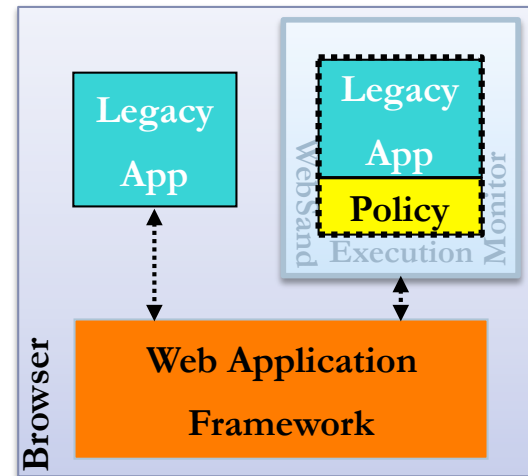 Legacy
App
Legacy
App
Policy
WebSand
Execution
Monitor
Web Application
Framework
Browser